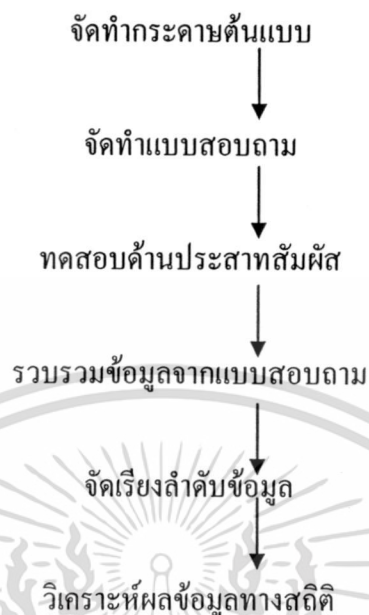 จัดทำกระดาษต้นแบบ
จัดทำแบบสอบถาม
ทดสอบด้านประสาทสัมผัส
รวบรวมข้อมูลจากแบบสอบถาม
จัดเรียงลำดับข้อมูล
วิเคราะห์ผลข้อมูลทางสถิติ